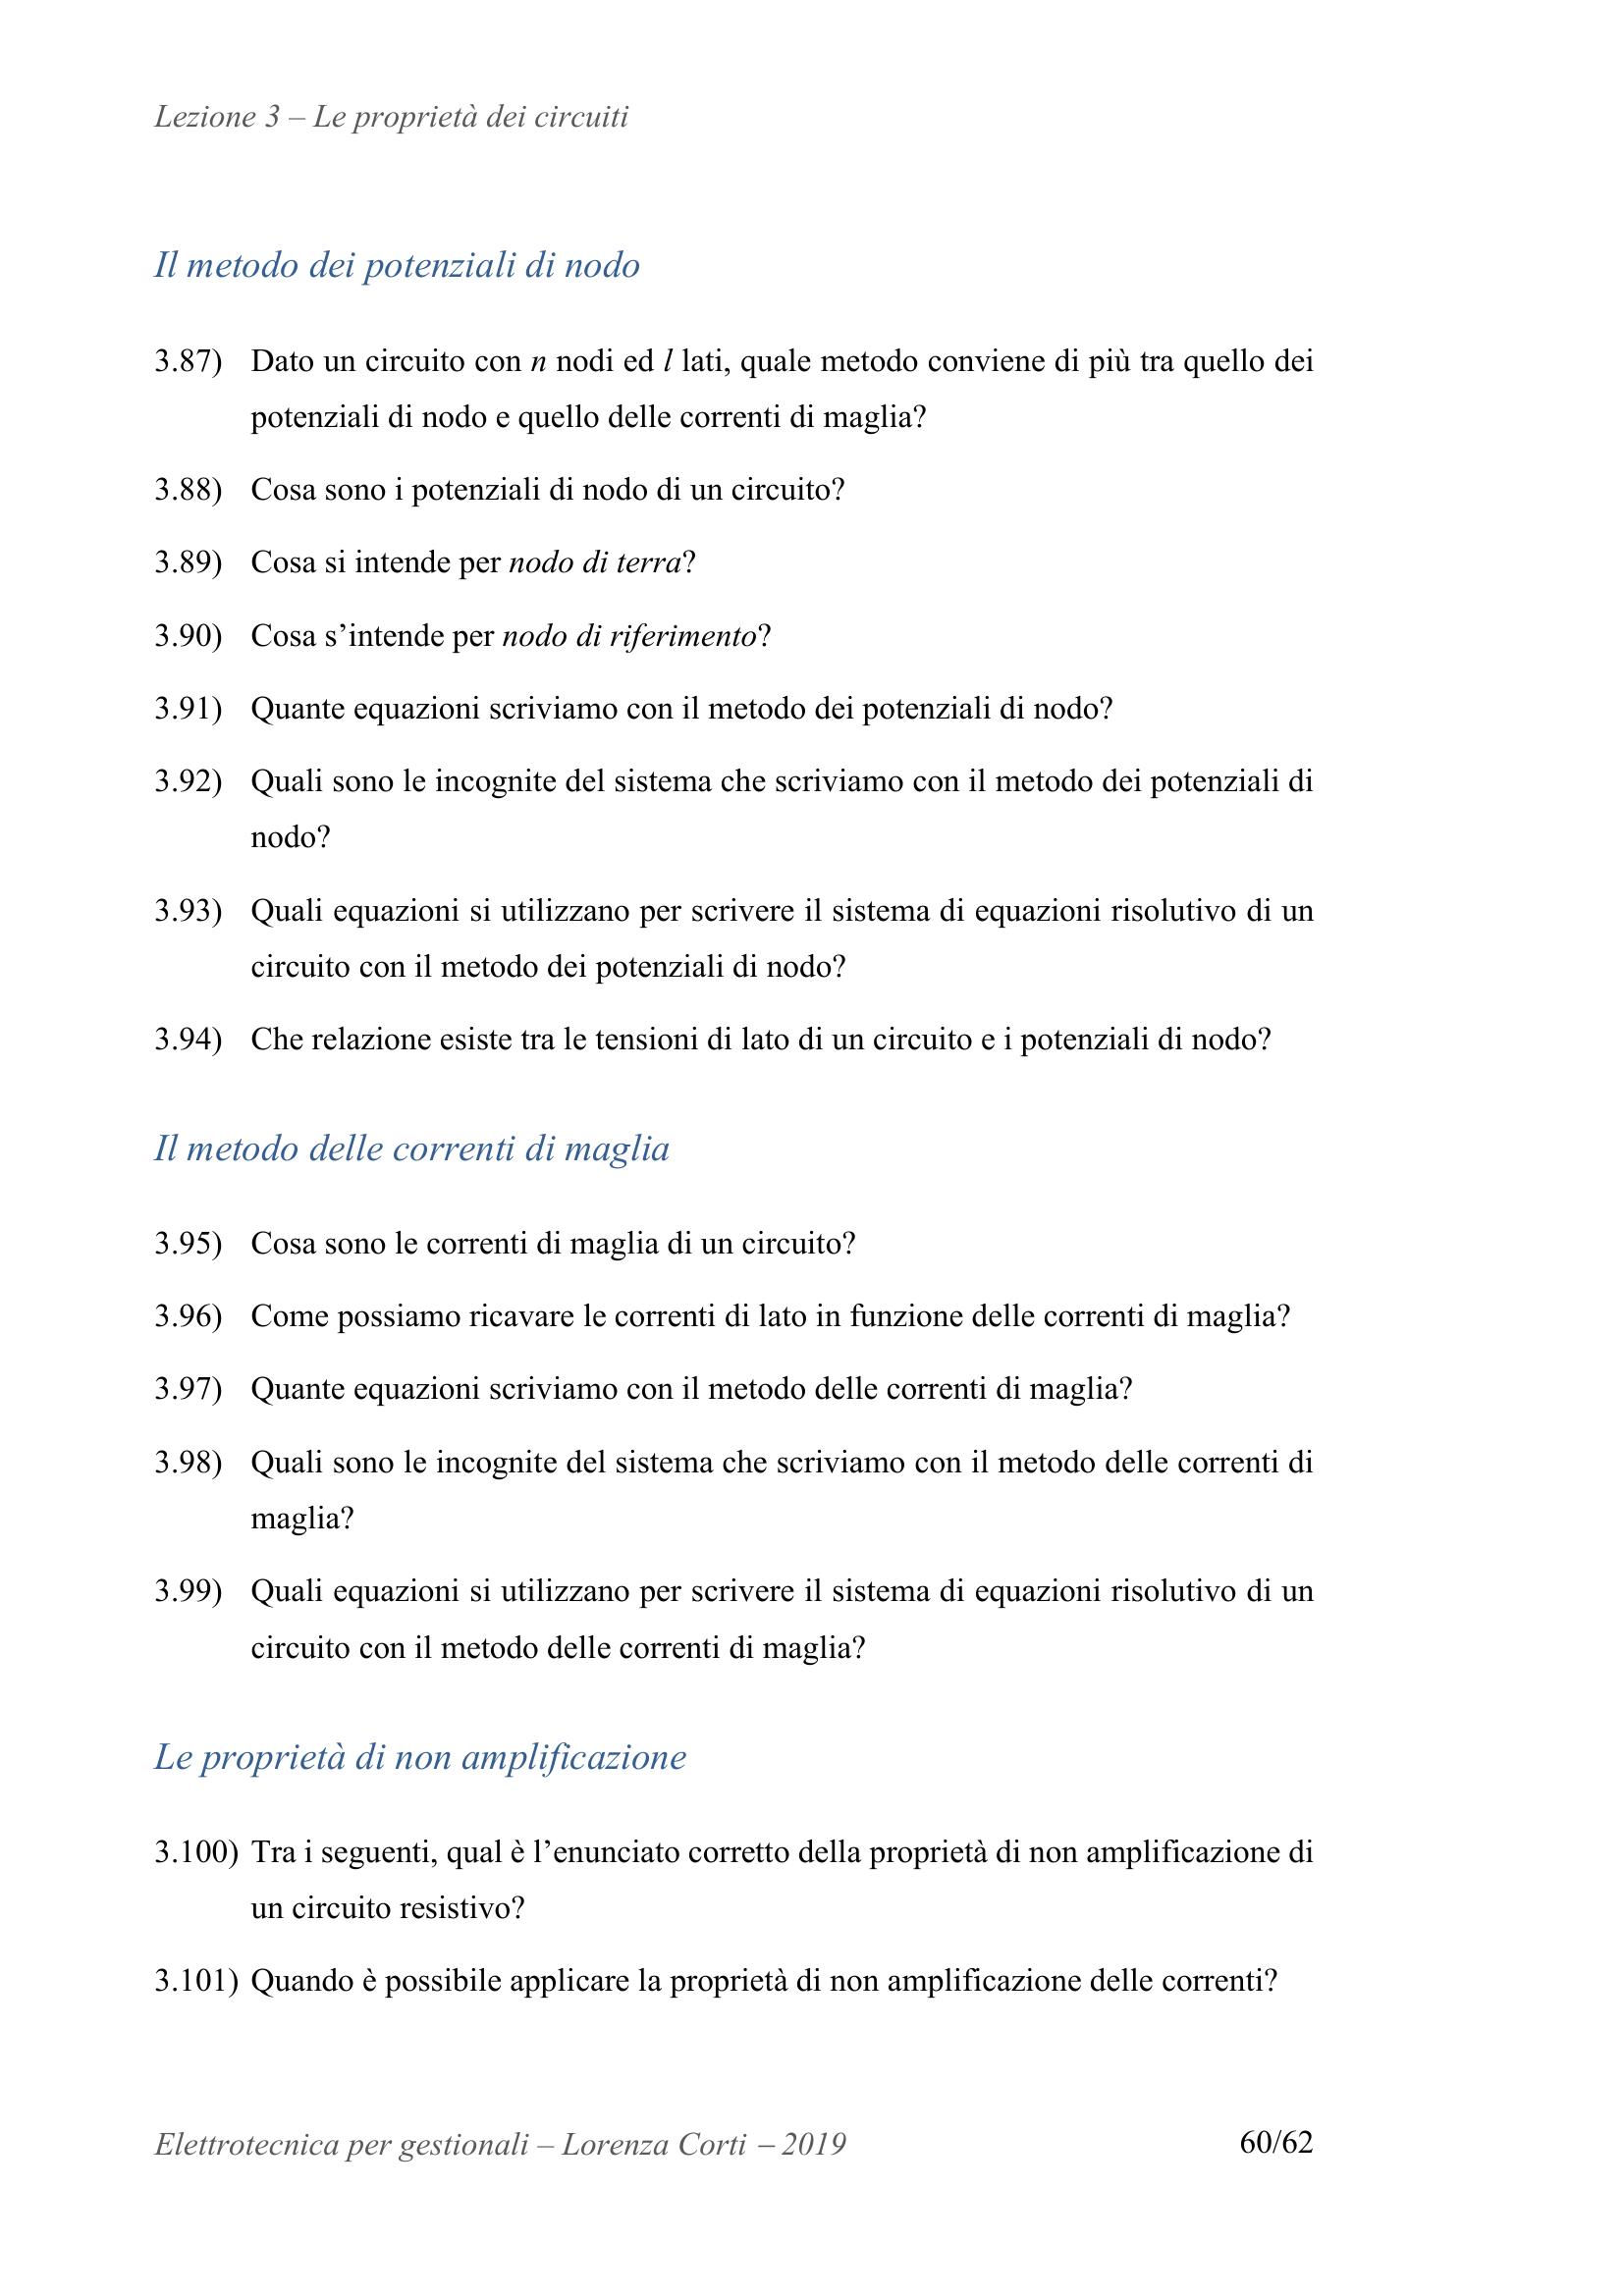 Lezione 3 – Le proprietà dei circuiti
Il metodo dei potenziali di nodo
3.87) Dato un circuito con n nodi ed l lati, quale metodo conviene di più tra quello dei
potenziali di nodo e quello delle correnti di maglia?
3.88) Cosa sono i potenziali di nodo di un circuito?
3.89) Cosa si intende per nodo di terra?
3.90) Cosa s’intende per nodo di riferimento?
3.91) Quante equazioni scriviamo con il metodo dei potenziali di nodo?
3.92) Quali sono le incognite del sistema che scriviamo con il metodo dei potenziali di
nodo?
3.93) Quali equazioni si utilizzano per scrivere il sistema di equazioni risolutivo di un
circuito con il metodo dei potenziali di nodo?
3.94) Che relazione esiste tra le tensioni di lato di un circuito e i potenziali di nodo?
Il metodo delle correnti di maglia
3.95) Cosa sono le correnti di maglia di un circuito?
3.96) Come possiamo ricavare le correnti di lato in funzione delle correnti di maglia?
3.97) Quante equazioni scriviamo con il metodo delle correnti di maglia?
3.98) Quali sono le incognite del sistema che scriviamo con il metodo delle correnti di
maglia?
3.99) Quali equazioni si utilizzano per scrivere il sistema di equazioni risolutivo di un
circuito con il metodo delle correnti di maglia?
Le proprietà di non amplificazione
3.100) Tra i seguenti, qual è l’enunciato corretto della proprietà di non amplificazione di
un circuito resistivo?
3.101) Quando è possibile applicare la proprietà di non amplificazione delle correnti?
Elettrotecnica per gestionali – Lorenza Corti – 2019 60/62